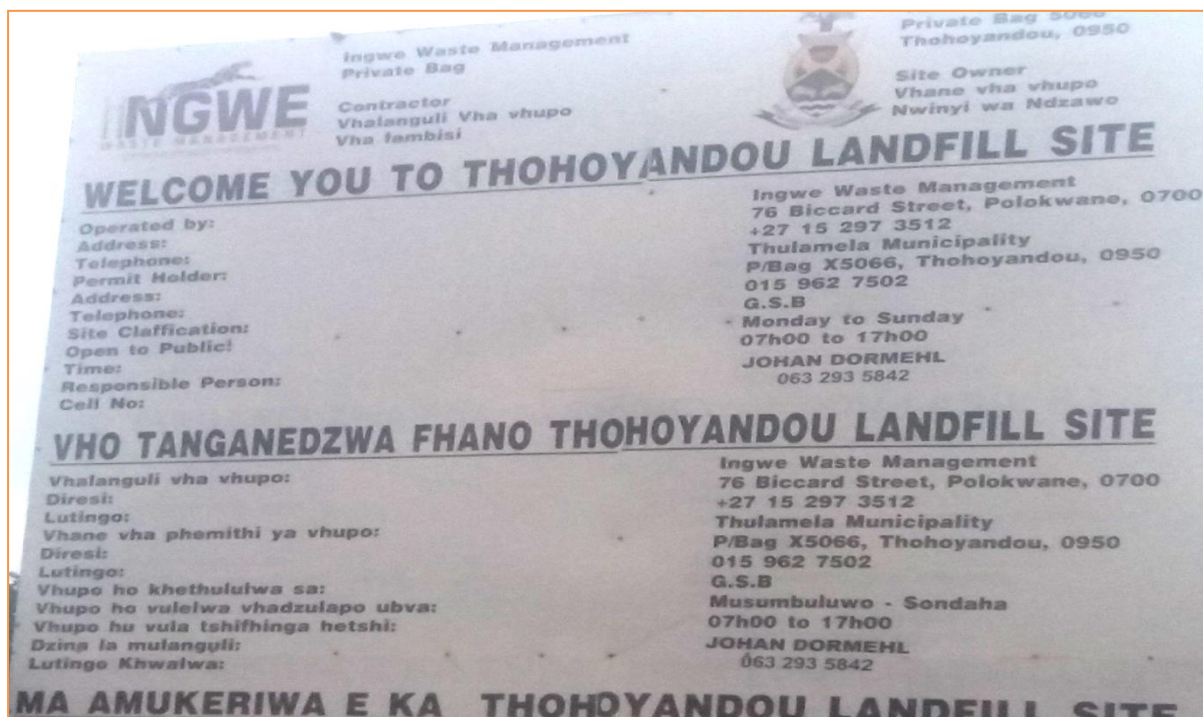 NGWE
WASTE MANAGEMENT
Ingwe Waste Management
Private Bag
Contractor
Vhalanguli Vha vhupo
Vha fambisi
Private Bag 5066
Thohoyandou, 0950
Site Owner
Vhane vha vhupo
Nwinyi wa Ndzawo
WELCOME YOU TO THOHOYANDOU LANDFILL SITE
Operated by: Ingwe Waste Management
Address: 76 Biccard Street, Polokwane, 0700
Telephone: +27 15 297 3512
Permit Holder: Thulamela Municipality
Address: P/Bag X5066, Thohoyandou, 0950
Telephone: 015 962 7502
Site Claffication: G.S.B
Open to Public: Monday to Sunday
Time: 07h00 to 17h00
Responsible Person: JOHAN DORMEHL
Cell No: 063 293 5842
VHO TANGANEDZWA FHANO THOHOYANDOU LANDFILL SITE
Vhalanguli vha vhupo: Ingwe Waste Management
Diresi: 76 Biccard Street, Polokwane, 0700
Lutingo: +27 15 297 3512
Vhane vha phemithi ya vhupo: Thulamela Municipality
Diresi: P/Bag X5066, Thohoyandou, 0950
Lutingo: 015 962 7502
Vhupo ho khethululwa sa: G.S.B
Vhupo ho vulelwa vhadzulapo ubva: Musumbuluwo - Sondaha
Vhupo hu vula tshifhinga hetshi: 07h00 to 17h00
Dzina la mulanguli: JOHAN DORMEHL
Lutingo Khwalwa: 063 293 5842
MA AMUKERIWA E KA THOHOYANDOU LANDFILL SITE